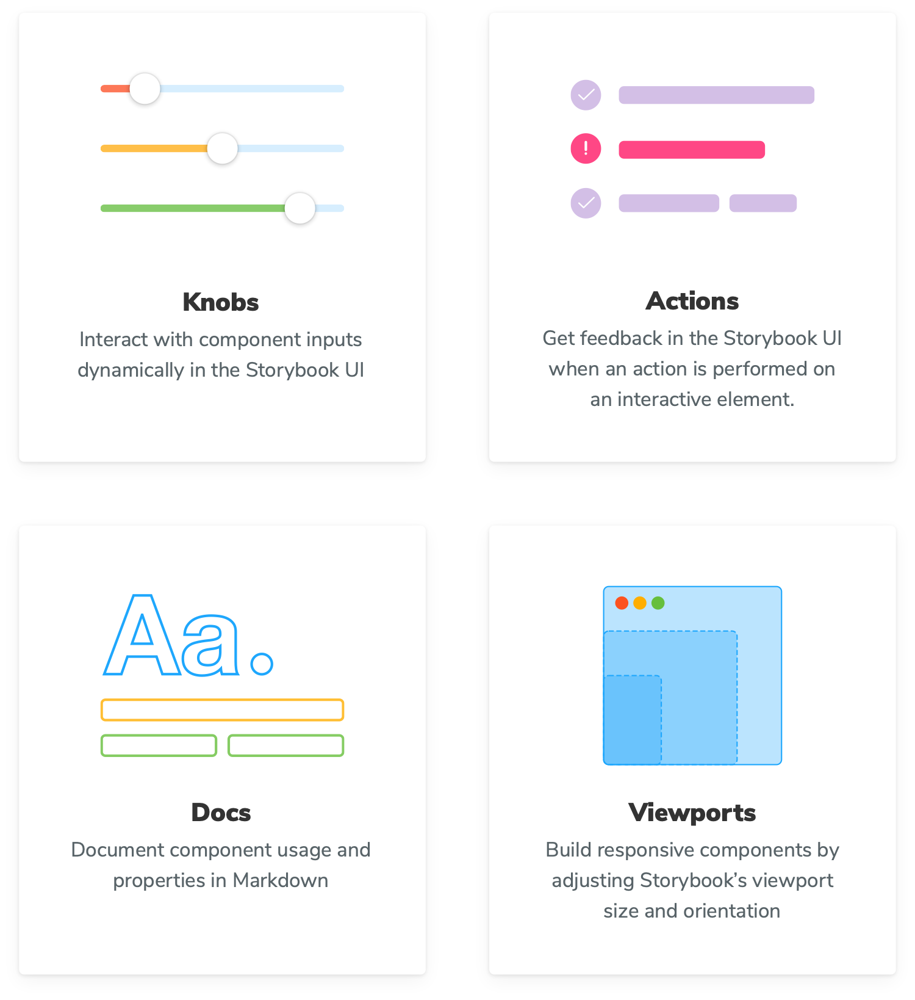 Knobs
Interact with component inputs
dynamically in the Storybook UI
Actions
Get feedback in the Storybook UI
when an action is performed on
an interactive element.
Aa.
Docs
Document component usage and
properties in Markdown
Viewports
Build responsive components by
adjusting Storybook’s viewport
size and orientation